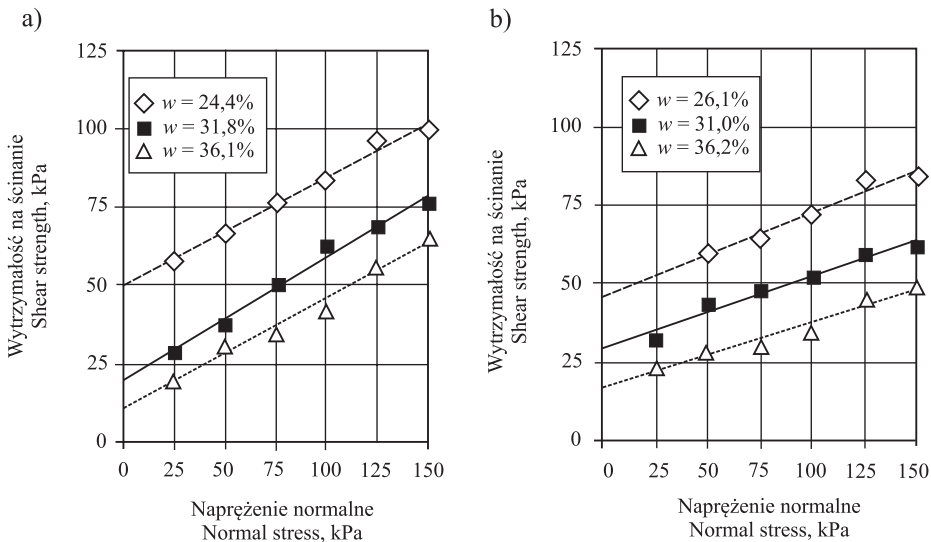 a)
Wytrzymałość na ścinanie
Shear strength, kPa
125
100
75
50
25
0
w = 24,4%
w = 31,8%
w = 36,1%
0 25 50 75 100 125 150
Naprężenie normalne
Normal stress, kPa
b)
Wytrzymałość na ścinanie
Shear strength, kPa
125
100
75
50
25
0
w = 26,1%
w = 31,0%
w = 36,2%
0 25 50 75 100 125 150
Naprężenie normalne
Normal stress, kPa